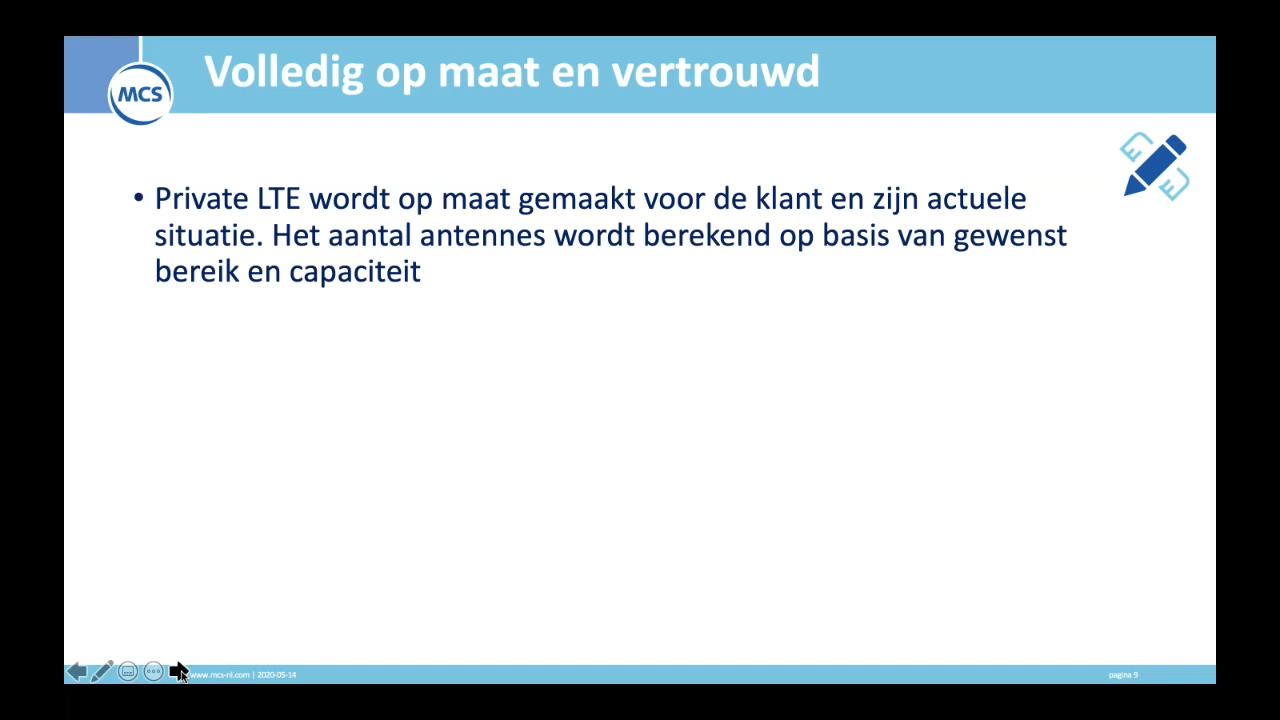 Volledig op maat en vertrouwd
MCS
• Private LTE wordt op maat gemaakt voor de klant en zijn actuele
situatie. Het aantal antennes wordt berekend op basis van gewenst
bereik en capaciteit
www.mcs-nl.com | 2020-05-14
pagina 9